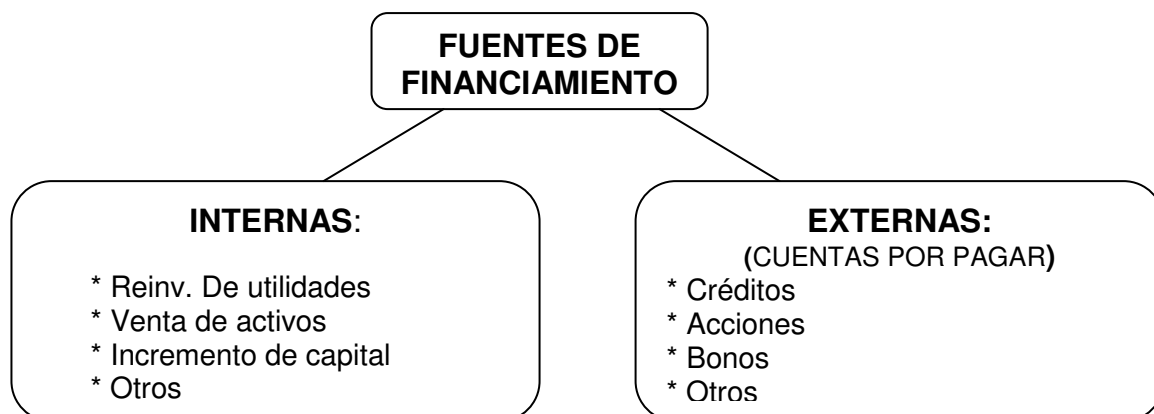 FUENTES DE
FINANCIAMIENTO
INTERNAS:
* Reinv. De utilidades
* Venta de activos
* Incremento de capital
* Otros
EXTERNAS:
(CUENTAS POR PAGAR)
* Créditos
* Acciones
* Bonos
* Otros